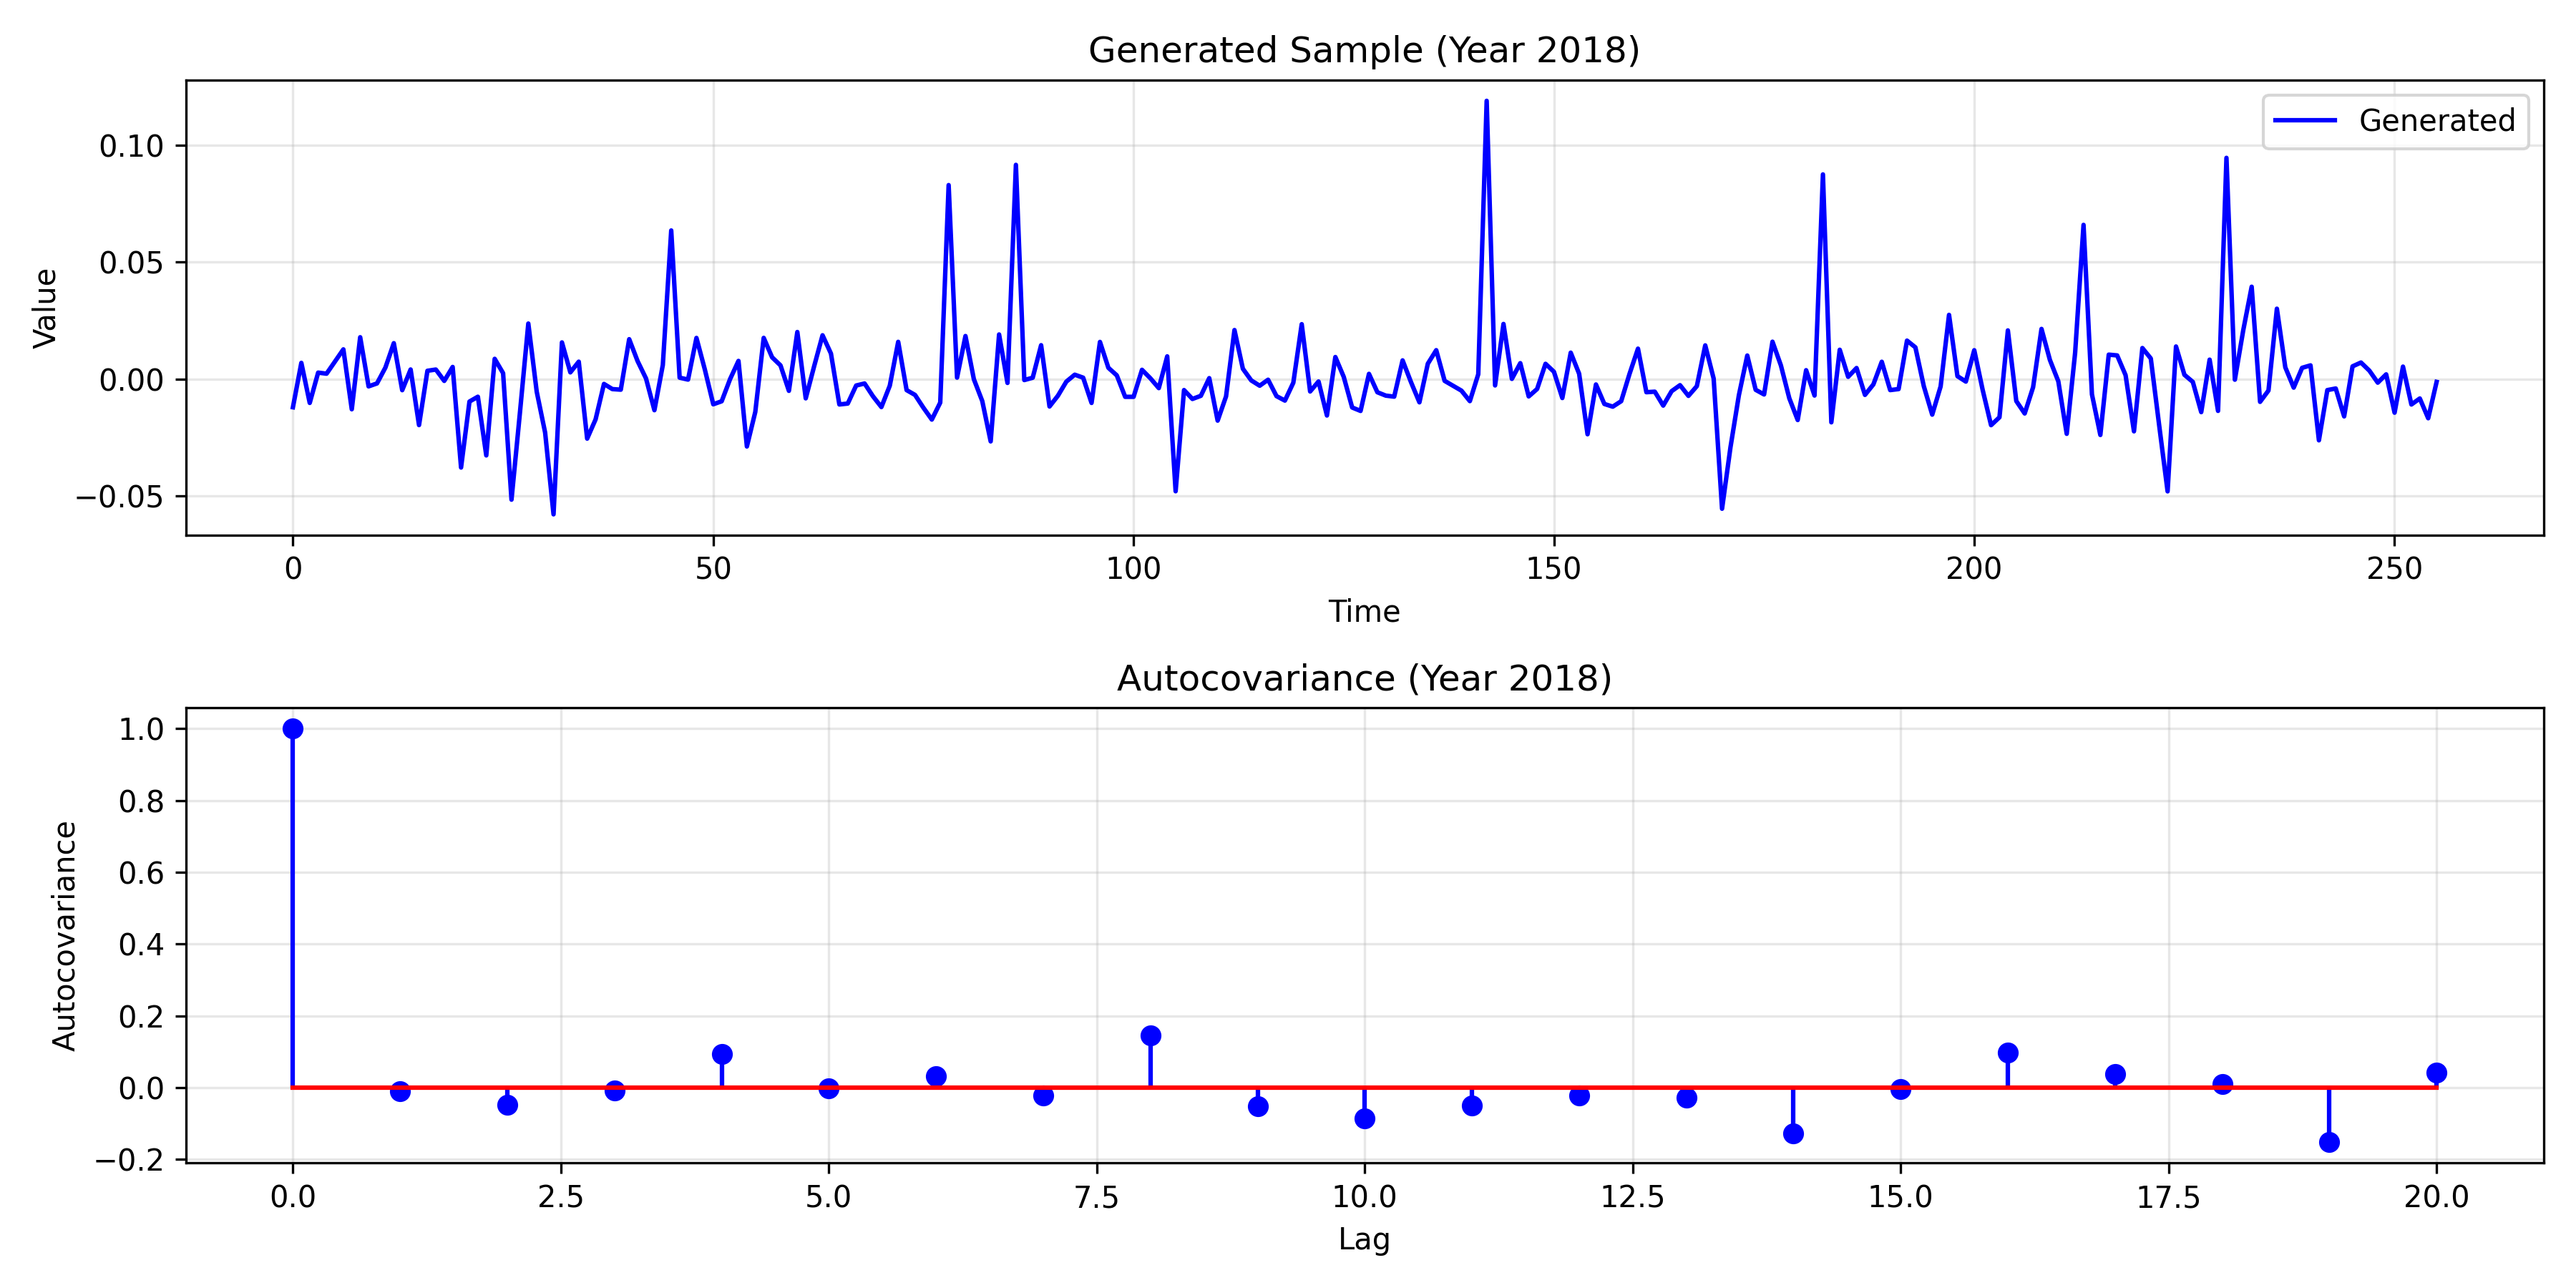 Generated Sample (Year 2018)
Generated
0.10
0.05
0.00
−0.05
Value
0 50 100 150 200 250
Time
Autocovariance (Year 2018)
1.0
0.8
0.6
0.4
0.2
0.0
−0.2
Autocovariance
0.0 2.5 5.0 7.5 10.0 12.5 15.0 17.5 20.0
Lag